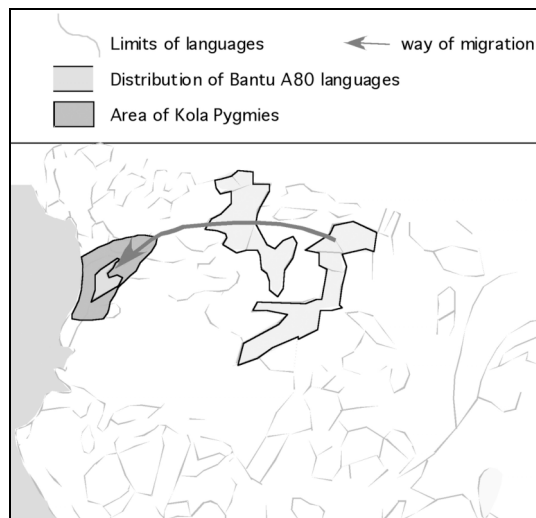 Limits of languages
way of migration
Distribution of Bantu A80 languages
Area of Kola Pygmies